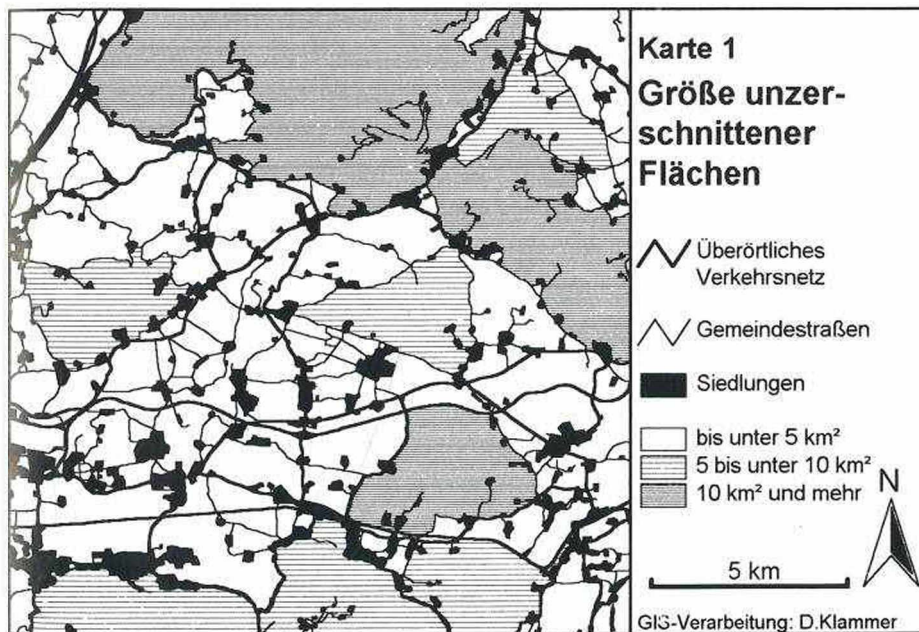 Karte 1
Größe unzer-
schnittener
Flächen
Überörtliches
Verkehrsnetz
Gemeindestraßen
Siedlungen
bis unter 5 km²
5 bis unter 10 km²
10 km² und mehr
N
5 km
GIS-Verarbeitung: D.Klammer